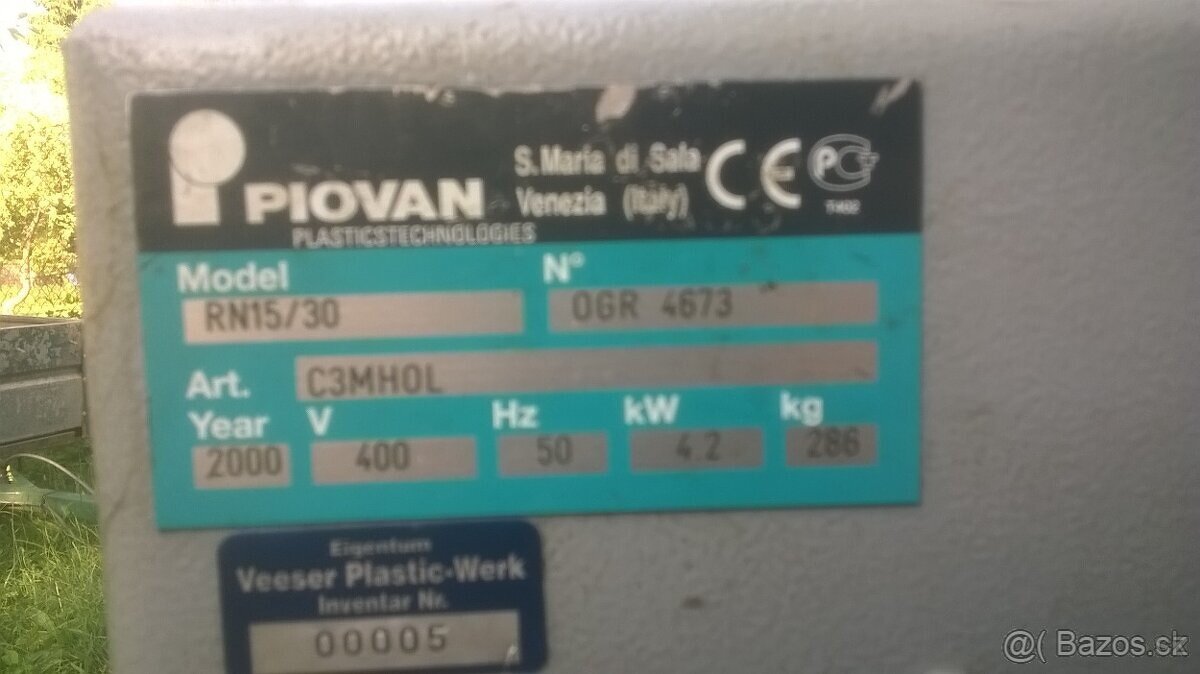 PIOVAN
PLASTICSTECHNOLOGIES
S. Maria di Sala
Venezia (Italy)
CE
Model
RN15/30
N°
OGR 4673
Art.
C3MHOL
Year
2000
V
400
Hz
50
kW
4.2
kg
286
Eigentum
Veeser Plastic-Werk
Inventar Nr.
00005
@( Bazos.sk